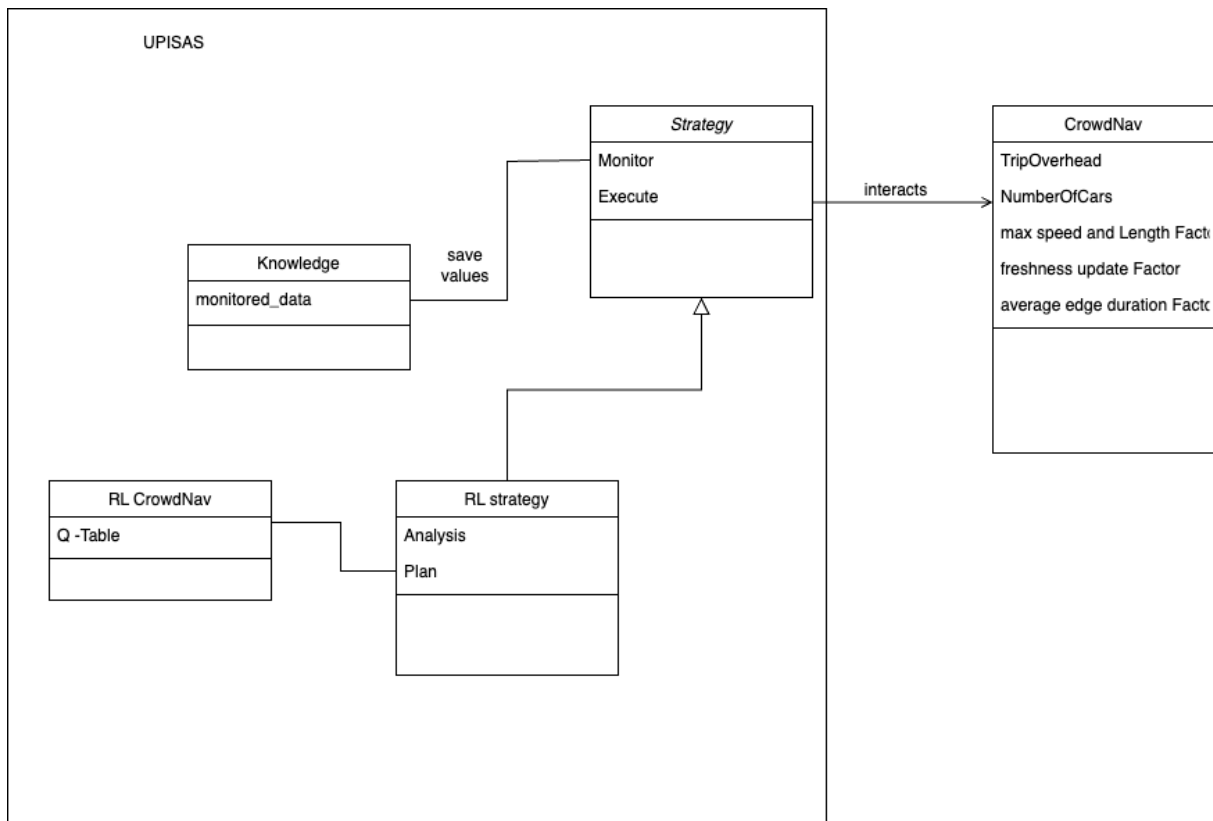 UPISAS
Strategy
Monitor
Execute
interacts
CrowdNav
TripOverhead
NumberOfCars
max speed and Length
freshness update Factor
average edge duration
Knowledge
monitored_data
save
values
RL CrowdNav
Q -Table
RL strategy
Analysis
Plan